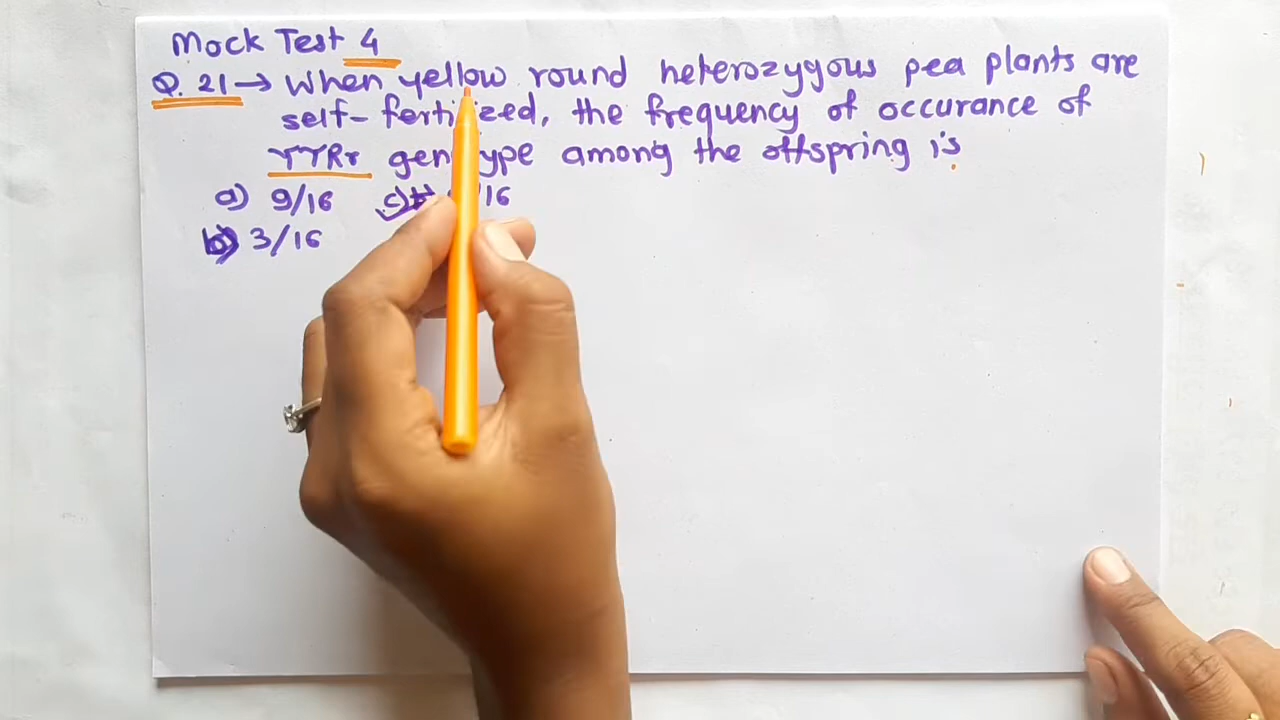 Mock Test 4
Q. 21 → When yellow round heterozygous pea plants are
self-fertilized, the frequency of occurance of
YYRr genotype among the offspring is
a) 9/16 c) /16
b) 3/16